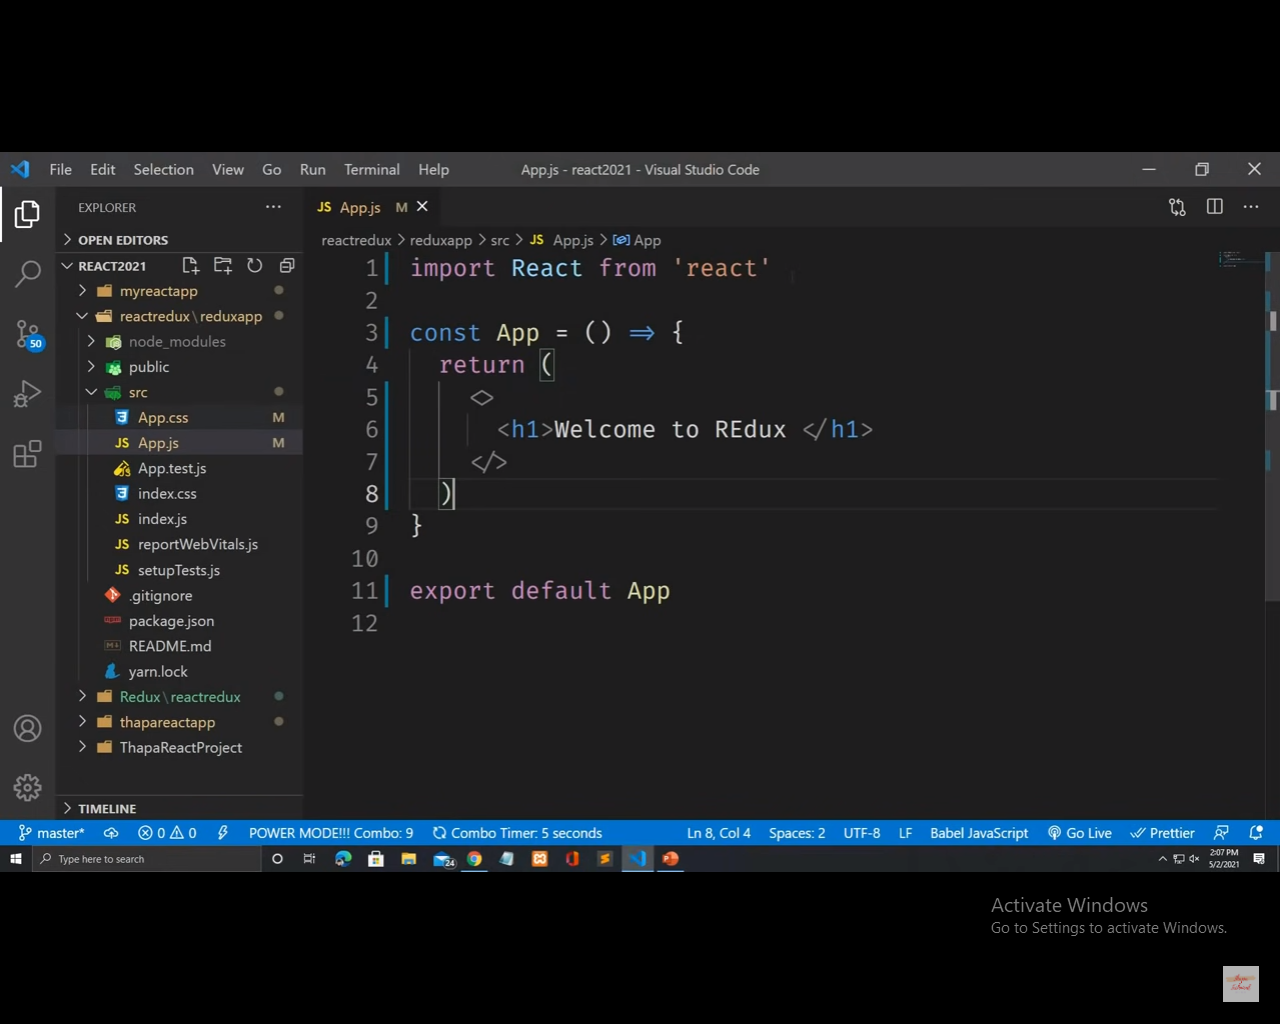 File Edit Selection View Go Run Terminal Help App.js - react2021 - Visual Studio Code
EXPLORER
OPEN EDITORS
REACT2021
myreactapp
reactredux\reduxapp
node_modules
public
src
App.css M
App.js M
App.test.js
index.css
index.js
reportWebVitals.js
setupTests.js
.gitignore
package.json
README.md
yarn.lock
Redux\reactredux
thapareactapp
ThapaReactProject
TIMELINE
50
JS App.js M
reactredux > reduxapp > src > JS App.js > App
1 import React from 'react'
2
3 const App = () => {
4 return (
5 <>
6 <h1>Welcome to REdux </h1>
7 </>
8 )
9 }
10
11 export default App
12
master* 0 0 POWER MODE!!! Combo: 9 Combo Timer: 5 seconds Ln 8, Col 4 Spaces: 2 UTF-8 LF Babel JavaScript Go Live Prettier
Type here to search 24 2:07 PM
5/2/2021
Activate Windows
Go to Settings to activate Windows.